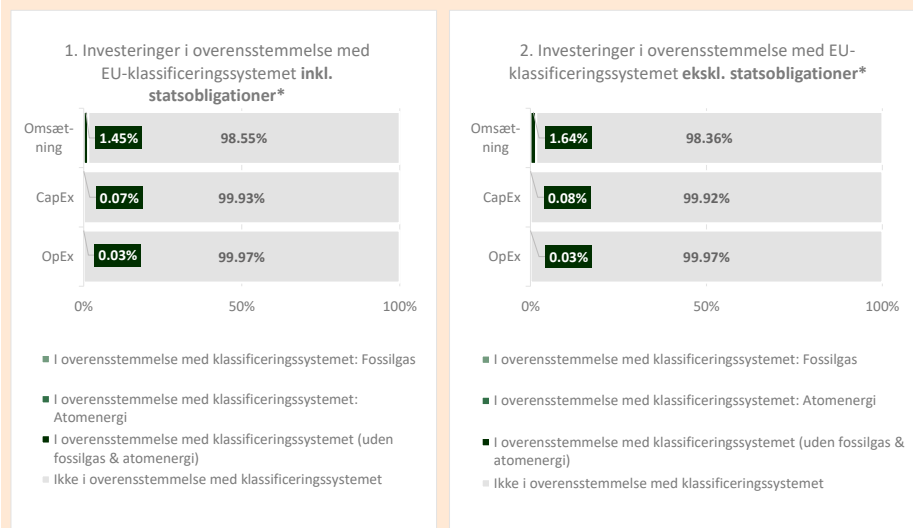 1. Investeringer i overensstemmelse med
EU-klassificeringssystemet inkl.
statsobligationer*
Omsæt-
ning
1.45%
98.55%
CapEx
0.07%
99.93%
OpEx
0.03%
99.97%
0%
50%
100%
I overensstemmelse med klassificeringssystemet: Fossilgas
I overensstemmelse med klassificeringssystemet:
Atomenergi
I overensstemmelse med klassificeringssystemet (uden
fossilgas & atomenergi)
Ikke i overensstemmelse med klassificeringssystemet
2. Investeringer i overensstemmelse med EU-
klassificeringssystemet ekskl. statsobligationer*
Omsæt-
ning
1.64%
98.36%
CapEx
0.08%
99.92%
OpEx
0.03%
99.97%
0%
50%
100%
I overensstemmelse med klassificeringssystemet: Fossilgas
I overensstemmelse med klassificeringssystemet: Atomenergi
I overensstemmelse med klassificeringssystemet (uden fossilgas &
atomenergi)
Ikke i overensstemmelse med klassificeringssystemet